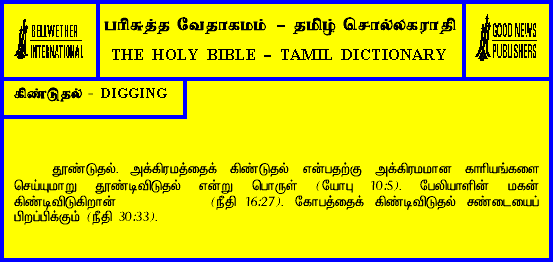 BELLWETHER
INTERNATIONAL
பரிசுத்த வேதாகமம் - தமிழ் சொல்லகராதி
THE HOLY BIBLE - TAMIL DICTIONARY
GOOD NEWS
PUBLISHERS
கிண்டுதல் - DIGGING
தூண்டுதல். அக்கிரமத்தைக் கிண்டுதல் என்பதற்கு அக்கிரமமான காரியங்களை
செய்யுமாறு தூண்டிவிடுதல் என்று பொருள் (யோபு 10:5). பேலியாளின் மகன்
கிண்டிவிடுகிறான் (நீதி 16:27). கோபத்தைக் கிண்டிவிடுதல் சண்டையைப்
பிறப்பிக்கும் (நீதி 30:33).